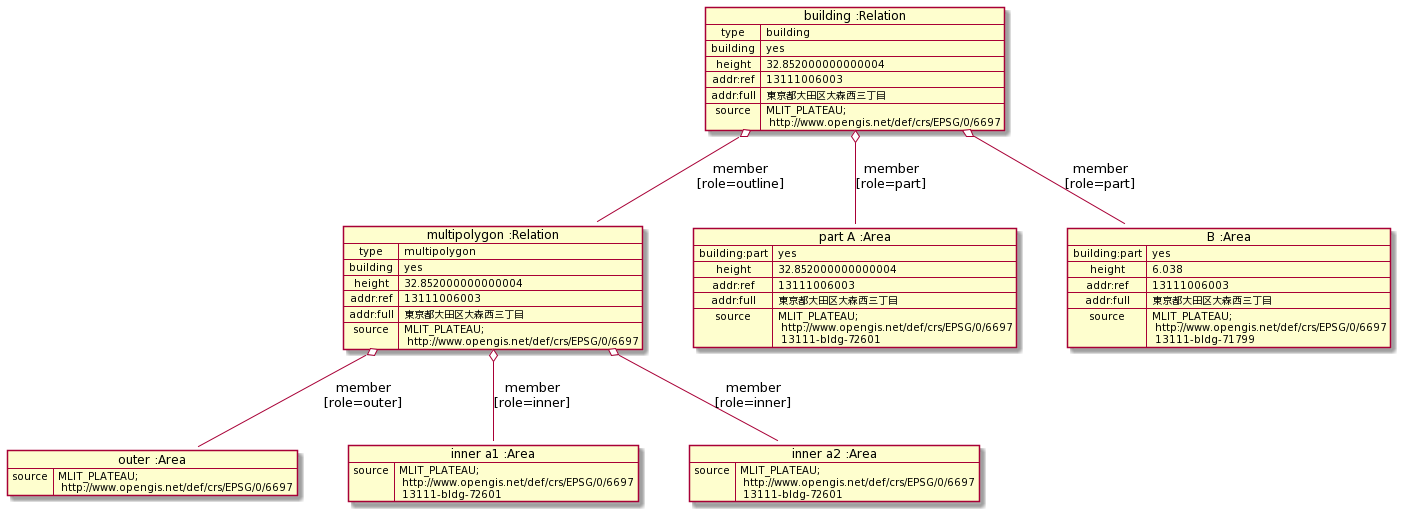 building :Relation
type building
building yes
height 32.852000000000004
addr:ref 13111006003
addr:full 東京都大田区大森西三丁目
source MLIT_PLATEAU;
http://www.opengis.net/def/crs/EPSG/0/6697
member
[role=outline]
member
[role=part]
member
[role=part]
multipolygon :Relation
type multipolygon
building yes
height 32.852000000000004
addr:ref 13111006003
addr:full 東京都大田区大森西三丁目
source MLIT_PLATEAU;
http://www.opengis.net/def/crs/EPSG/0/6697
part A :Area
building:part yes
height 32.852000000000004
addr:ref 13111006003
addr:full 東京都大田区大森西三丁目
source MLIT_PLATEAU;
http://www.opengis.net/def/crs/EPSG/0/6697
13111-bldg-72601
B :Area
building:part yes
height 6.038
addr:ref 13111006003
addr:full 東京都大田区大森西三丁目
source MLIT_PLATEAU;
http://www.opengis.net/def/crs/EPSG/0/6697
13111-bldg-71799
member
[role=outer]
member
[role=inner]
member
[role=inner]
outer :Area
source MLIT_PLATEAU;
http://www.opengis.net/def/crs/EPSG/0/6697
inner a1 :Area
source MLIT_PLATEAU;
http://www.opengis.net/def/crs/EPSG/0/6697
13111-bldg-72601
inner a2 :Area
source MLIT_PLATEAU;
http://www.opengis.net/def/crs/EPSG/0/6697
13111-bldg-72601